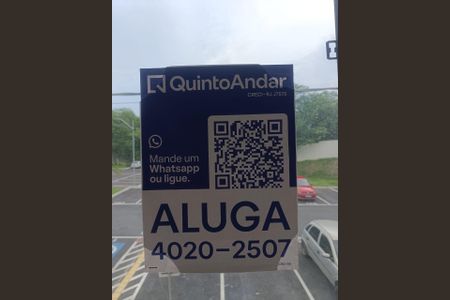 QuintoAndar
Mande um
Whatsapp
ou ligue.
ALUGA
4020-2507